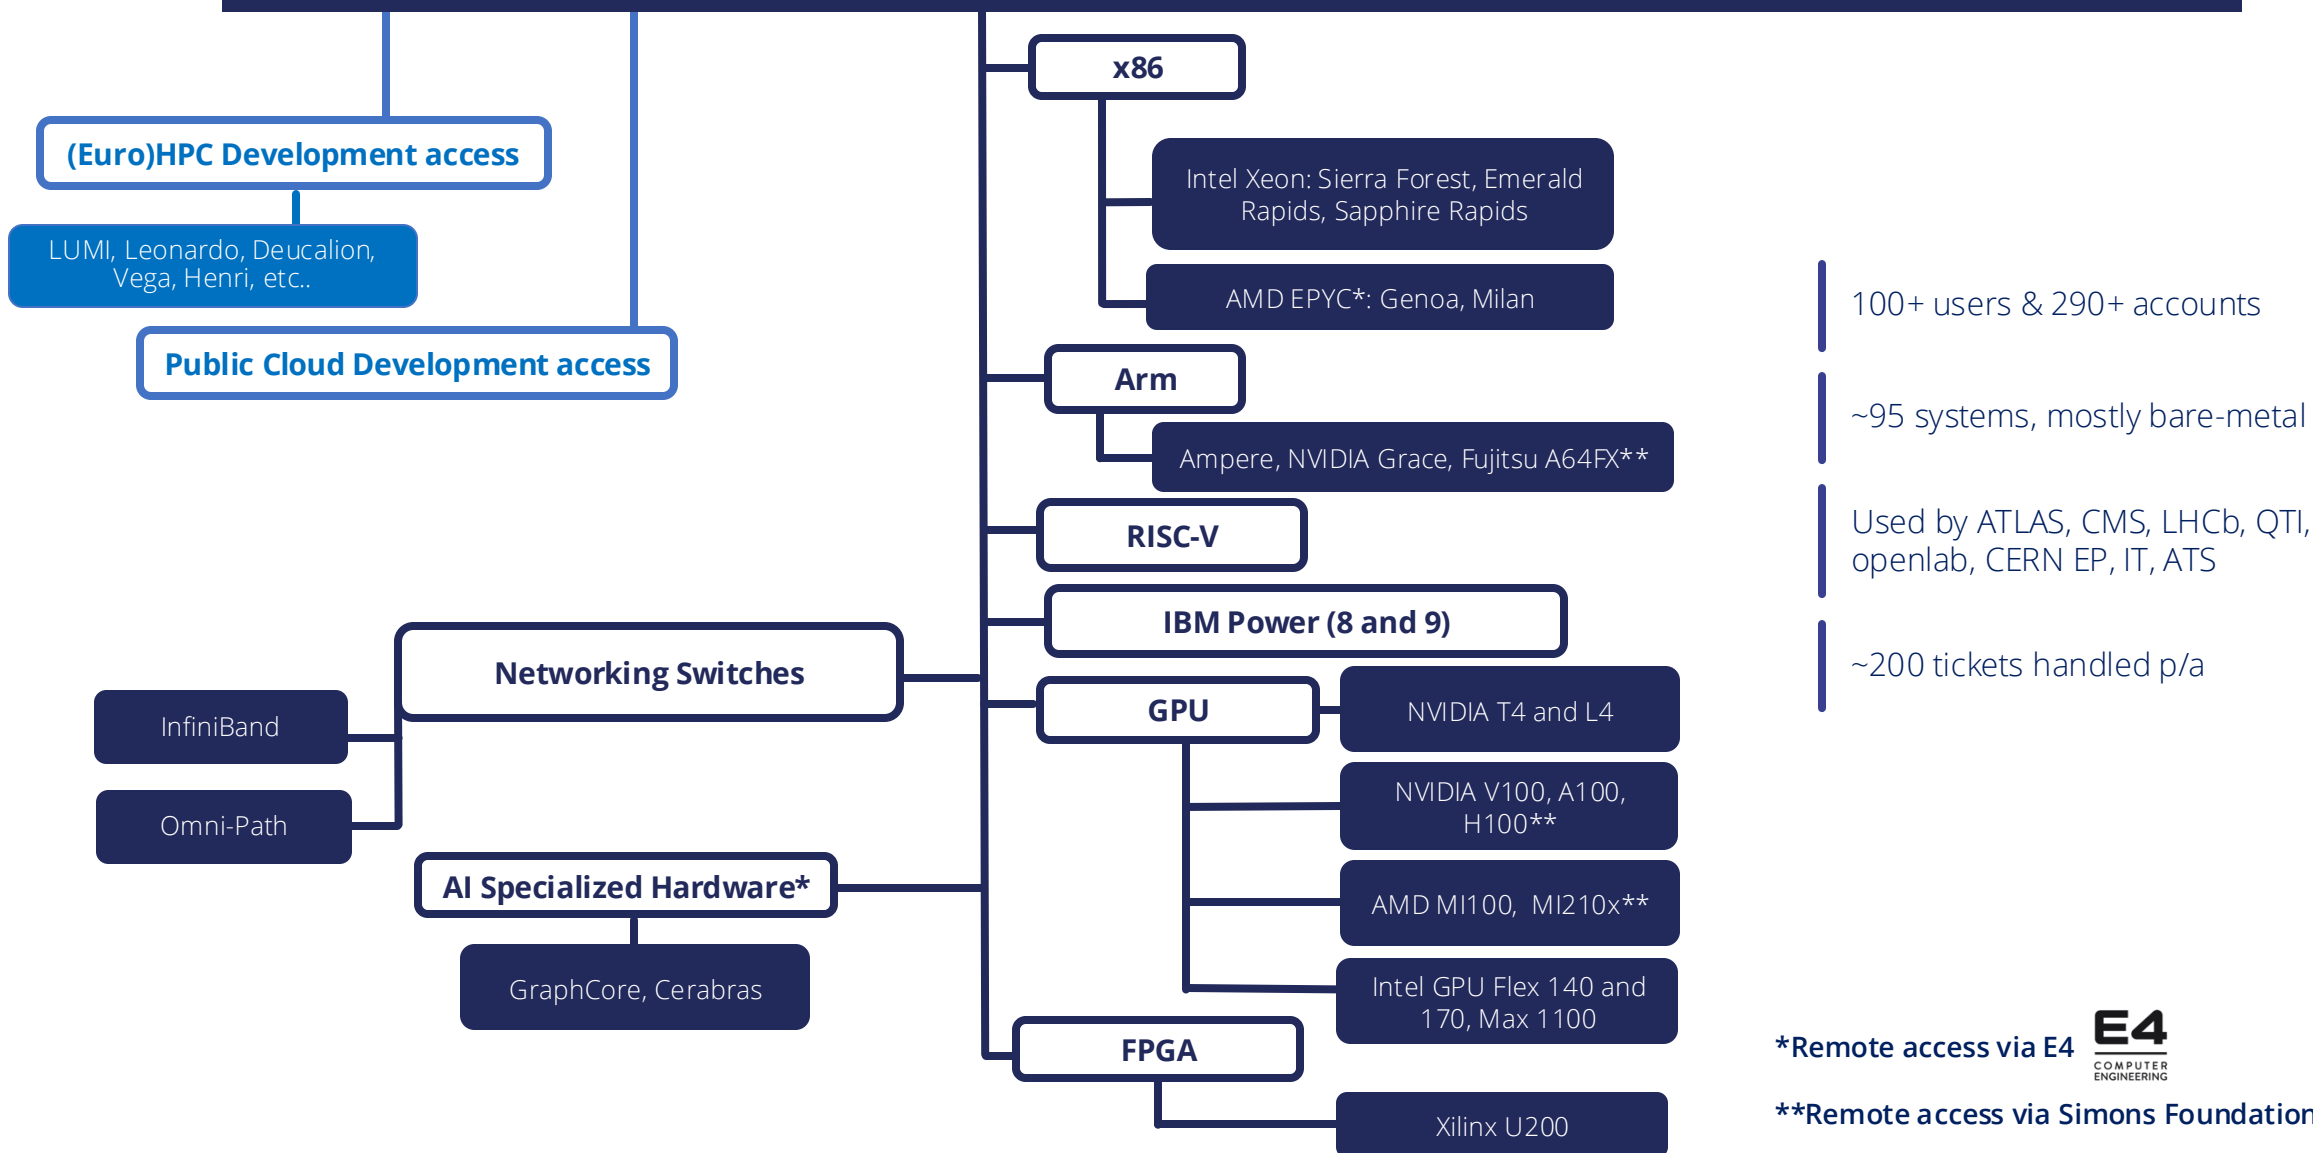 x86
(Euro)HPC Development access
Intel Xeon: Sierra Forest, Emerald
Rapids, Sapphire Rapids
LUMI, Leonardo, Deucalion,
Vega, Henri, etc..
AMD EPYC*: Genoa, Milan
Public Cloud Development access
Arm
Ampere, NVIDIA Grace, Fujitsu A64FX**
RISC-V
IBM Power (8 and 9)
Networking Switches
InfiniBand
Omni-Path
GPU
NVIDIA T4 and L4
NVIDIA V100, A100,
H100**
AMD MI100,  MI210x**
Intel GPU Flex 140 and
170, Max 1100
AI Specialized Hardware*
GraphCore, Cerabras
FPGA
Xilinx U200
100+ users & 290+ accounts
~95 systems, mostly bare-metal
Used by ATLAS, CMS, LHCb, QTI,
openlab, CERN EP, IT, ATS
~200 tickets handled p/a
*Remote access via E4
E4
COMPUTER
ENGINEERING
**Remote access via Simons Foundation